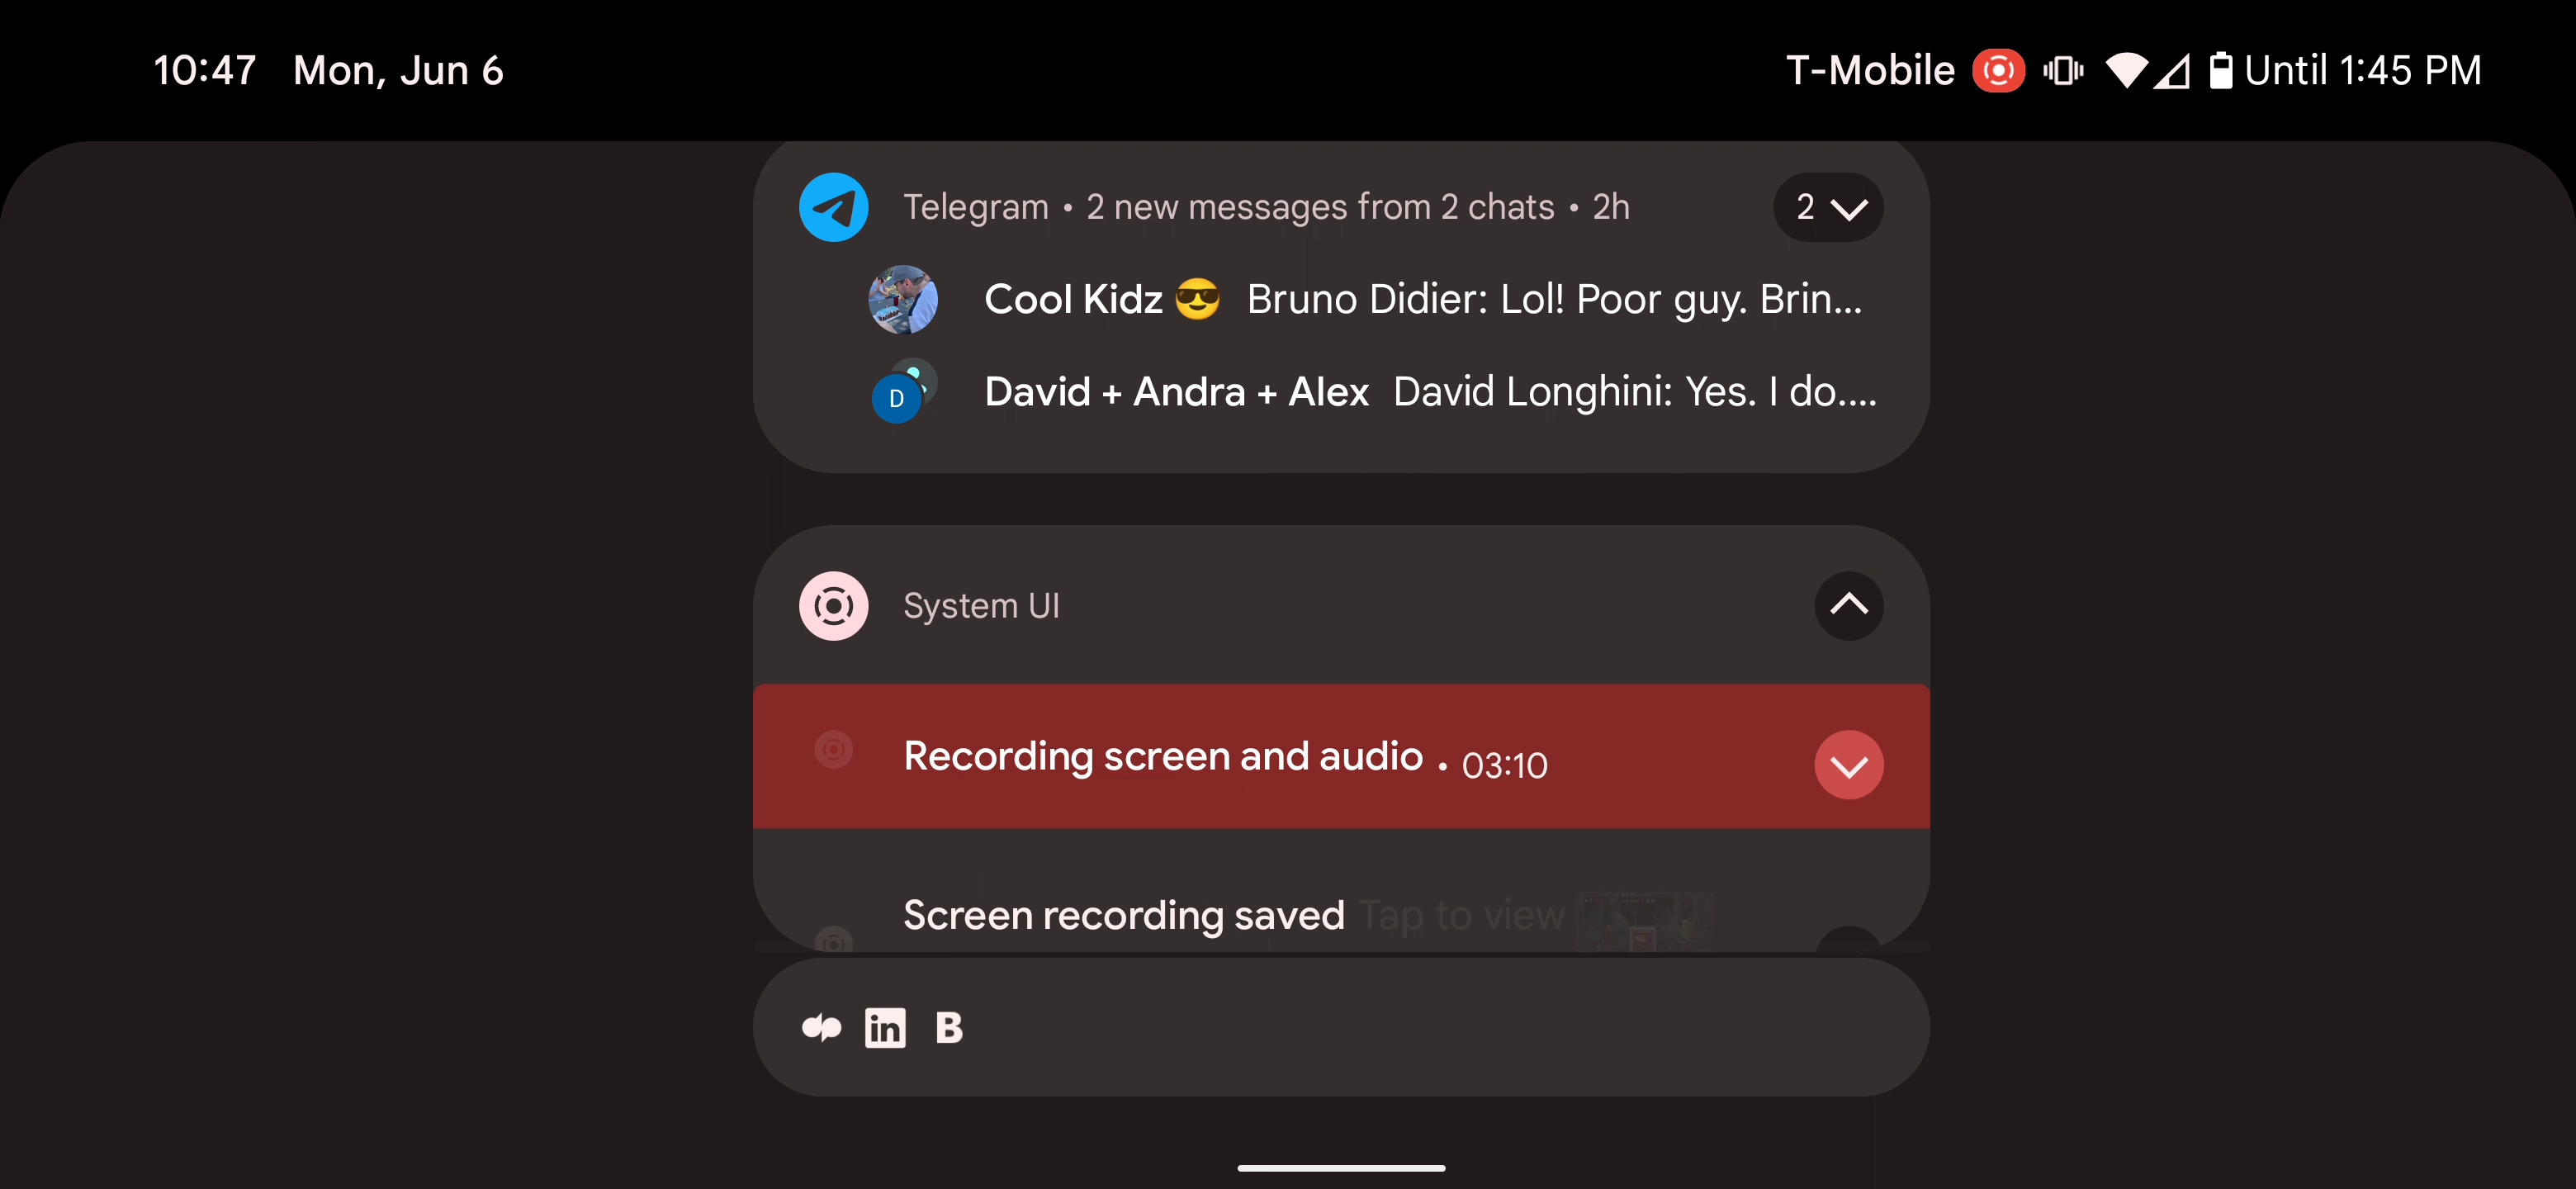 10:47 Mon, Jun 6 T-Mobile Until 1:45 PM
Telegram • 2 new messages from 2 chats • 2h 2
Cool Kidz 😎 Bruno Didier: Lol! Poor guy. Brin...
D David + Andra + Alex David Longhini: Yes. I do....
System UI
Recording screen and audio • 03:10
Screen recording saved Tap to view
in B